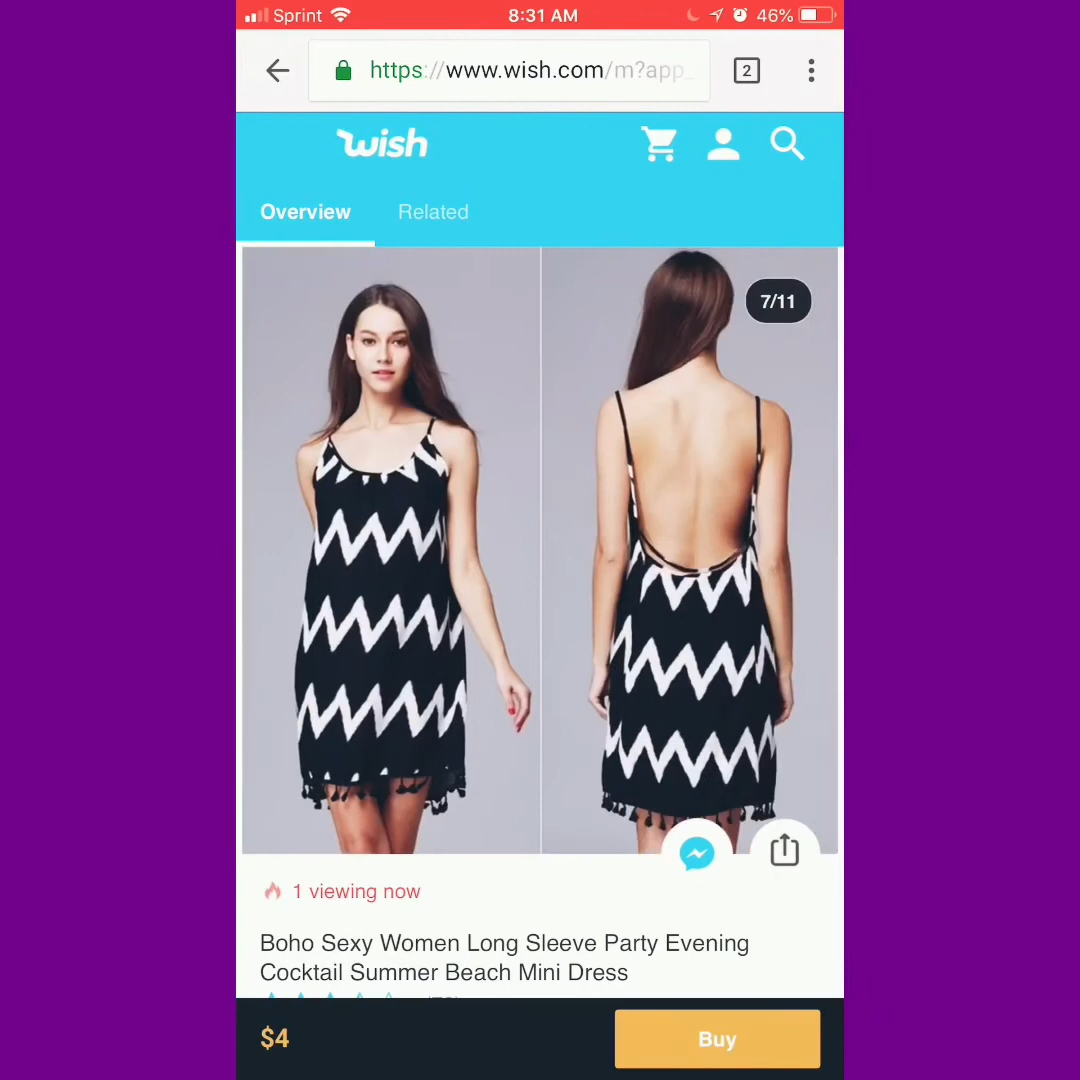 Sprint 8:31 AM 46%
https://www.wish.com/m?app_ 2
wish
Overview Related
7/11
1 viewing now
Boho Sexy Women Long Sleeve Party Evening
Cocktail Summer Beach Mini Dress
$4 Buy